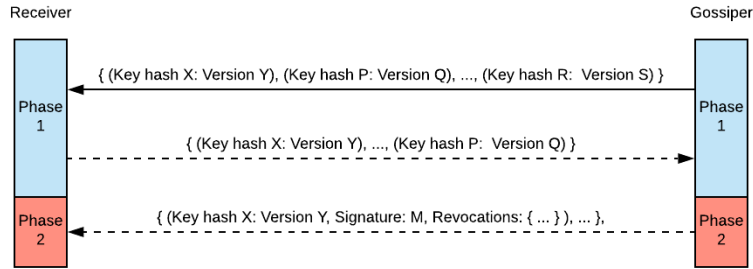 Receiver
Gossiper
{ (Key hash X: Version Y), (Key hash P: Version Q), ..., (Key hash R:  Version S) }
Phase
1
Phase
1
{ (Key hash X: Version Y), ..., (Key hash P:  Version Q) }
{ (Key hash X: Version Y, Signature: M, Revocations: { ... } ), ... },
Phase
2
Phase
2